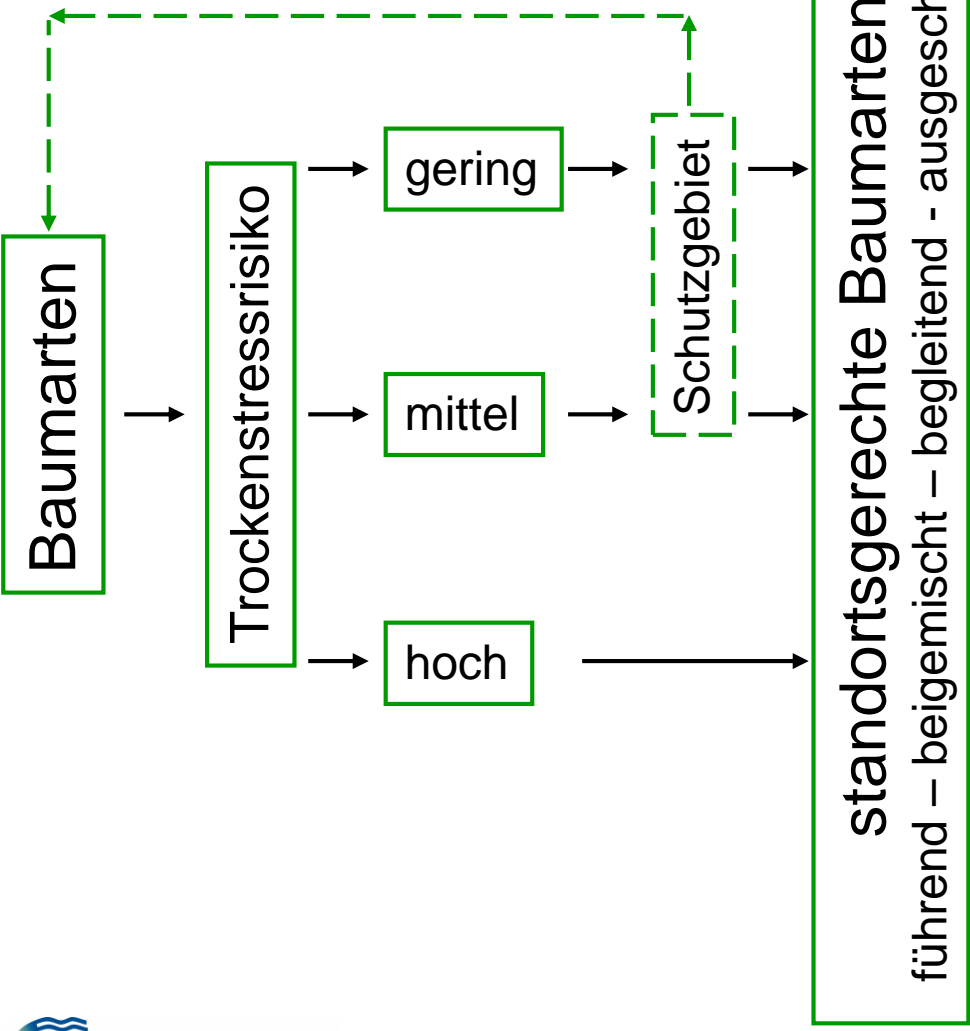 Baumarten
Trockenstressrisiko
gering
mittel
hoch
Schutzgebiet
standortsgerechte Baumarten
führend – beigemischt – begleitend - ausgesch